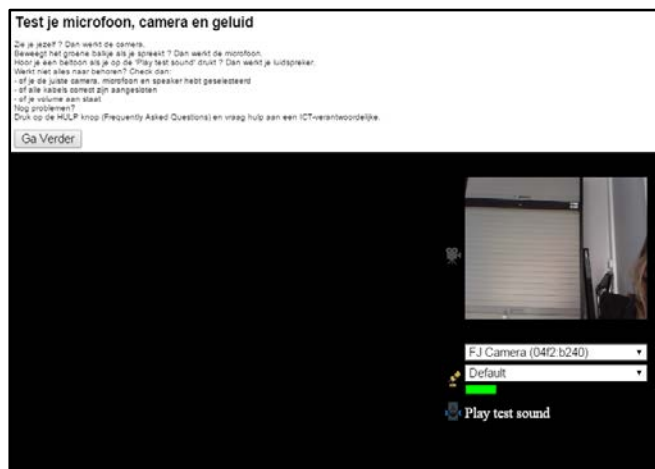 Test je microfoon, camera en geluid
Zie je jezelf ? Dan werkt de camera.
Beweegt het groene balkje als je spreekt ? Dan werkt de microfoon.
Hoor je een beltoon als je op de 'Play test sound' drukt ? Dan werkt je luidspreker.
Werkt niet alles naar behoren? Check dan:
- of je de juiste camera, microfoon en speaker hebt geselecteerd
- of alle kabels correct zijn aangesloten
- of je volume aan staat
Nog problemen?
Druk op de HULP knop (Frequently Asked Questions) en vraag hulp aan een ICT-verantwoordelijke.
Ga Verder
FJ Camera (04f2:b240)
Default
Play test sound